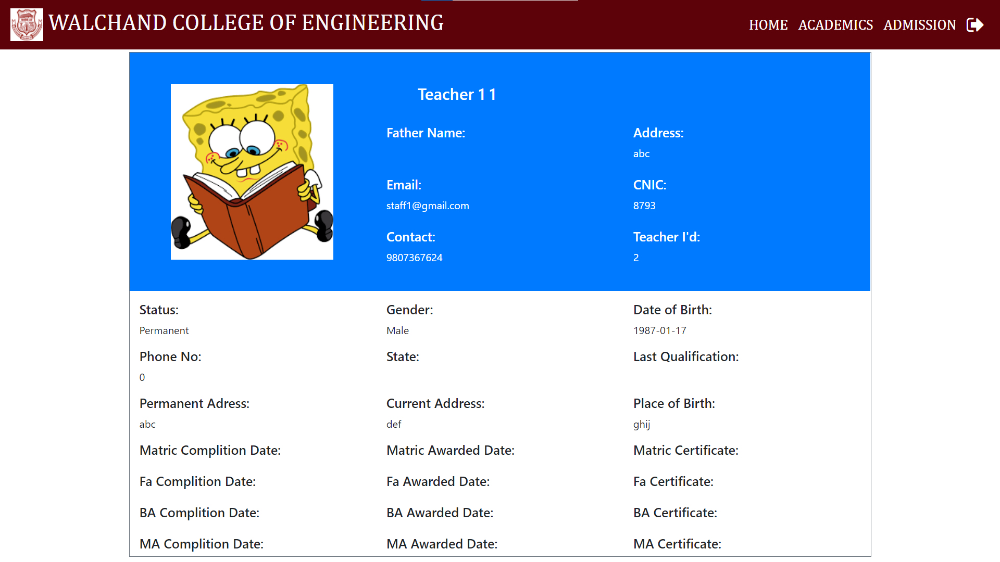 WALCHAND COLLEGE OF ENGINEERING
HOME ACADEMICS ADMISSION
Teacher 1 1
Father Name: Address:
abc
Email: CNIC:
staff1@gmail.com 8793
Contact: Teacher I'd:
9807367624 2
Status: Gender: Date of Birth:
Permanent Male 1987-01-17
Phone No: State: Last Qualification:
0
Permanent Adress: Current Address: Place of Birth:
abc def ghij
Matric Complition Date: Matric Awarded Date: Matric Certificate:
Fa Complition Date: Fa Awarded Date: Fa Certificate:
BA Complition Date: BA Awarded Date: BA Certificate:
MA Complition Date: MA Awarded Date: MA Certificate: